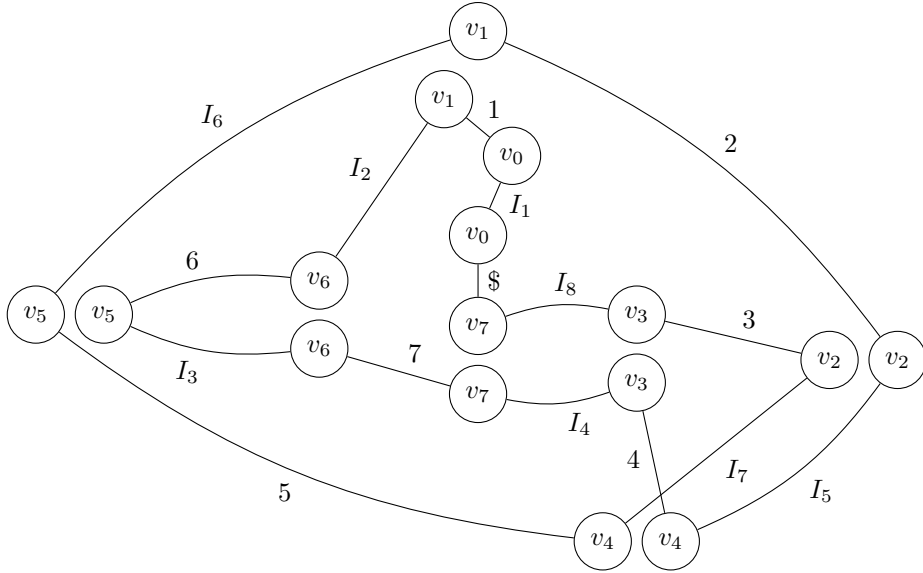 v₁
I₆
v₁
1
2
v₀
I₂
I₁
v₀
6
v₆
$
I₈
v₅
v₅
v₇
v₃
3
v₆
7
v₂
v₂
I₃
v₇
v₃
I₄
4
I₇
I₅
5
v₄
v₄